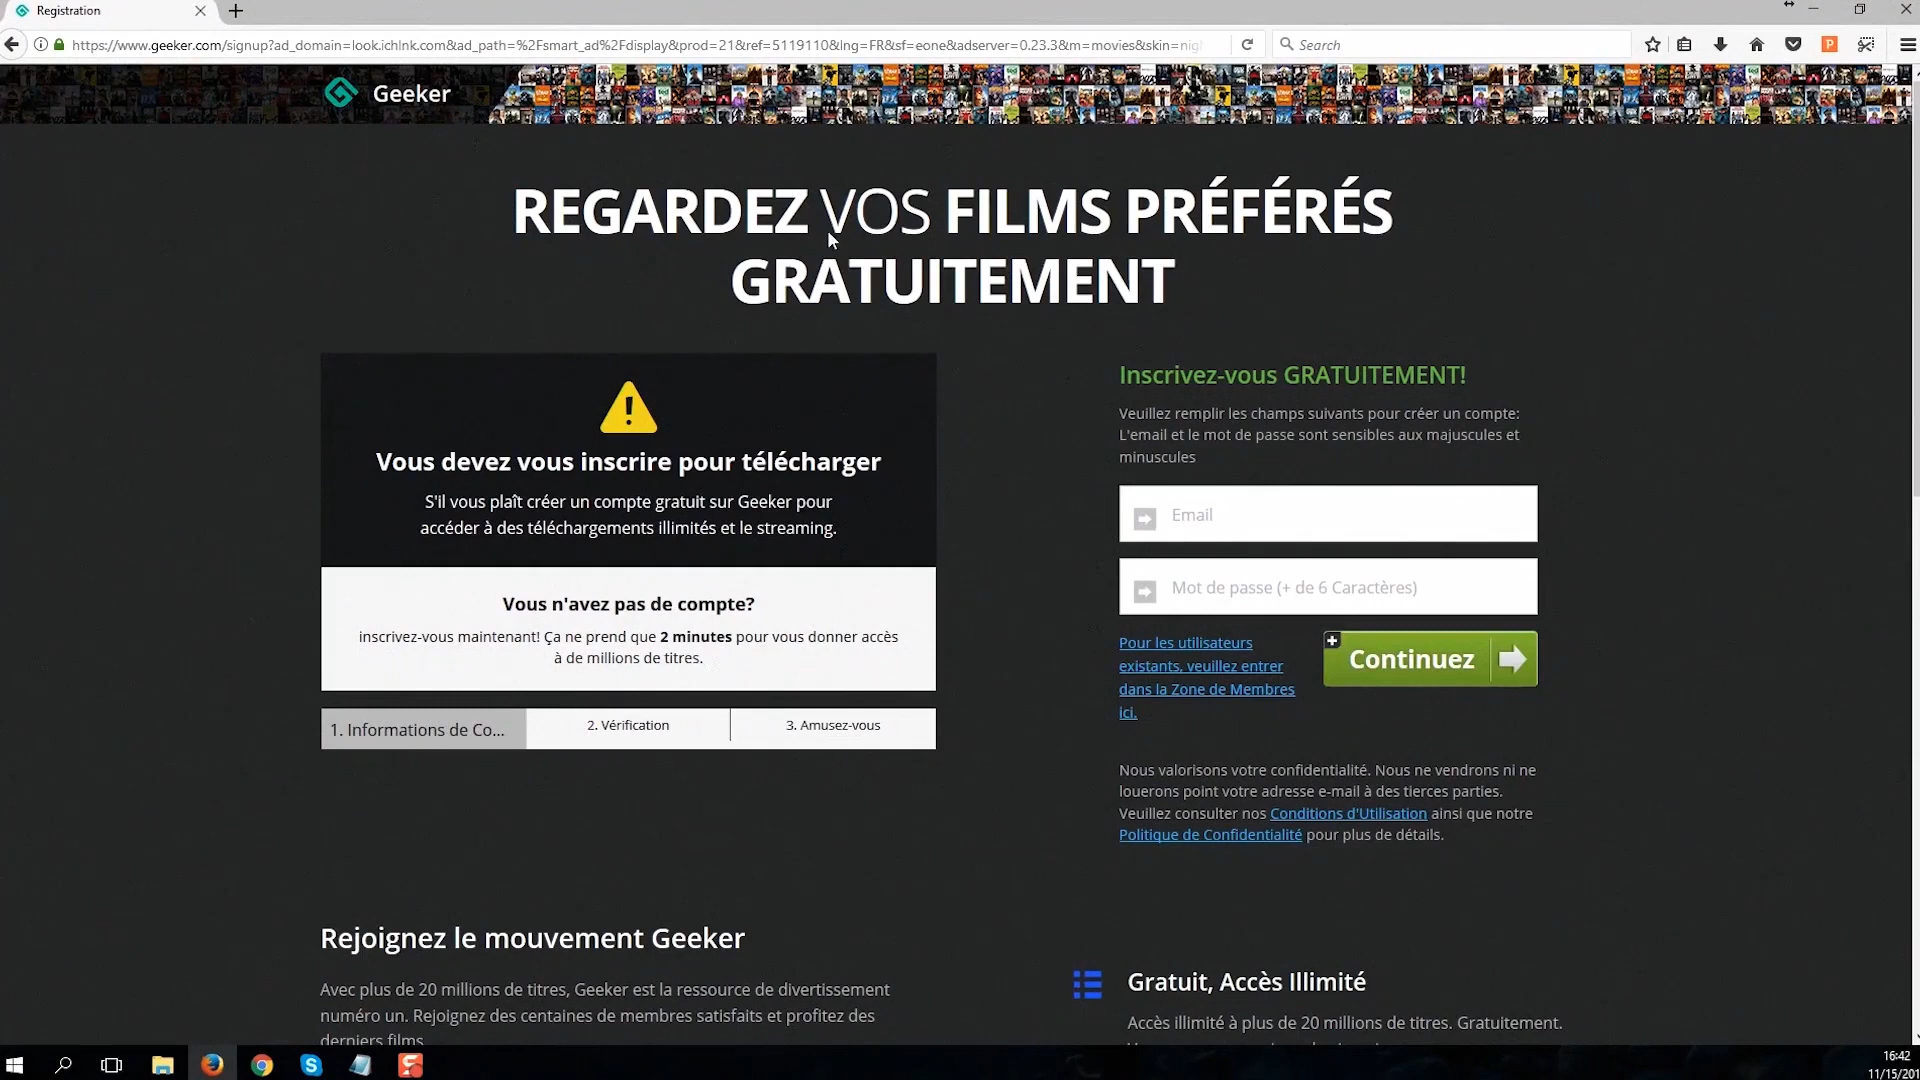 Registration
https://www.geeker.com/signup?ad_domain=look.ichlnk.com&ad_path=%2Fsmart_ad%2Fdisplay&prod=21&ref=5119110&lng=FR&sf=eone&adserver=0.23.3&m=movies&skin=nig
Search
Geeker
REGARDEZ VOS FILMS PRÉFÉRÉS
GRATUITEMENT
Vous devez vous inscrire pour télécharger
S'il vous plaît créer un compte gratuit sur Geeker pour
accéder à des téléchargements illimités et le streaming.
Vous n'avez pas de compte?
inscrivez-vous maintenant! Ça ne prend que 2 minutes pour vous donner accès
à de millions de titres.
1. Informations de Co...
2. Vérification
3. Amusez-vous
Inscrivez-vous GRATUITEMENT!
Veuillez remplir les champs suivants pour créer un compte:
L'email et le mot de passe sont sensibles aux majuscules et
minuscules
Email
Mot de passe (+ de 6 Caractères)
Pour les utilisateurs
existants, veuillez entrer
dans la Zone de Membres
ici.
Continuez
Nous valorisons votre confidentialité. Nous ne vendrons ni ne
louerons point votre adresse e-mail à des tierces parties.
Veuillez consulter nos Conditions d'Utilisation ainsi que notre
Politique de Confidentialité pour plus de détails.
Rejoignez le mouvement Geeker
Avec plus de 20 millions de titres, Geeker est la ressource de divertissement
numéro un. Rejoignez des centaines de membres satisfaits et profitez des
derniers films
Gratuit, Accès Illimité
Accès illimité à plus de 20 millions de titres. Gratuitement.
16:42
11/15/201